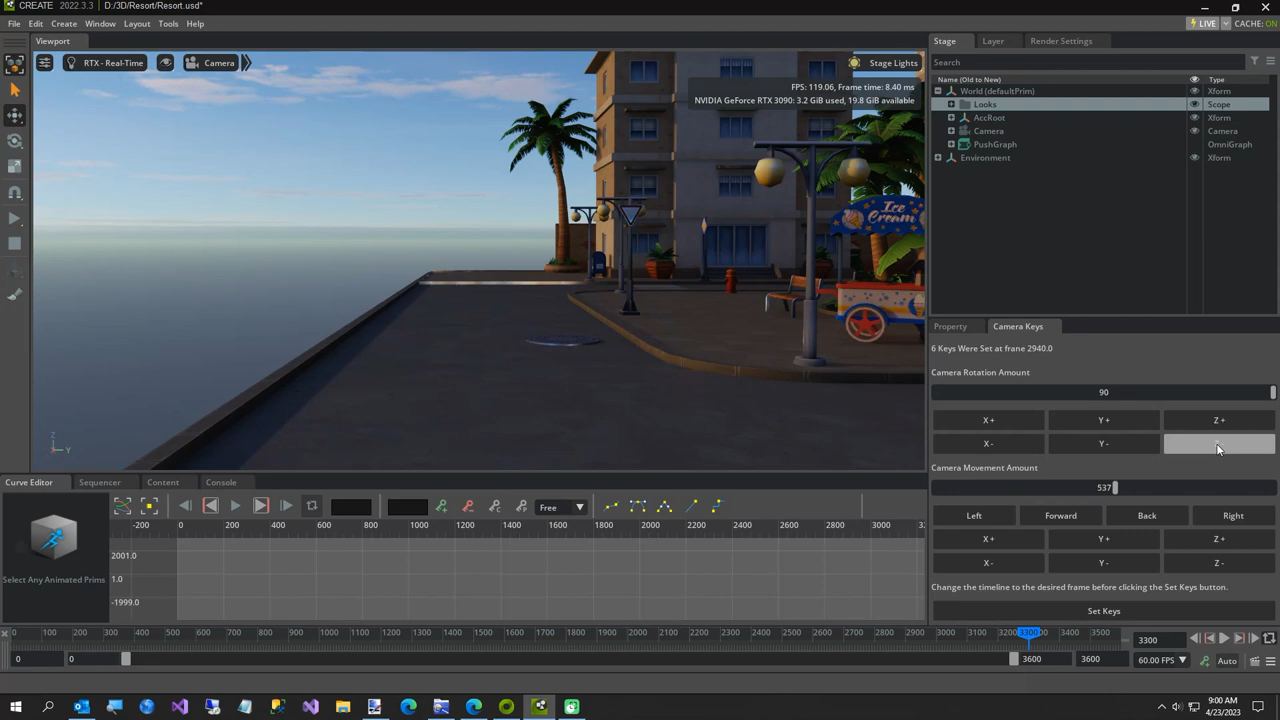 CREATE 2022.3.3 D:/3D/Resort/Resort.usd*
File Edit Create Window Layout Tools Help
LIVE CACHE: ON
Viewport
RTX - Real-Time Camera Stage Lights
FPS: 119.06, Frame time: 8.40 ms
NVIDIA GeForce RTX 3090: 3.2 GiB used, 19.8 GiB available
Ice
Cream
Z
Y
Stage Layer Render Settings
Search
Name (Old to New) Type
World (defaultPrim) Xform
Looks Scope
AccRoot Xform
Camera Camera
PushGraph OmniGraph
Environment Xform
Property Camera Keys
6 Keys Were Set at frane 2940.0
Camera Rotation Amount
90
X + Y + Z +
X - Y -
Camera Movement Amount
537
Left Forward Back Right
X + Y + Z +
X - Y - Z -
Change the timeline to the desired frame before clicking the Set Keys button.
Set Keys
Curve Editor Sequencer Content Console
Free
Select Any Animated Prims
-200 0 200 400 600 800 1000 1200 1400 1600 1800 2000 2200 2400 2600 2800 3000
2001.0
1.0
-1999.0
0 100 200 300 400 500 600 700 800 900 1000 1100 1200 1300 1400 1500 1600 1700 1800 1900 2000 2100 2200 2300 2400 2500 2600 2700 2800 2900 3000 3100 3200 3300 3400 3500
3300
0 0 3600 3600 60.00 FPS Auto
9:00 AM
4/23/2023